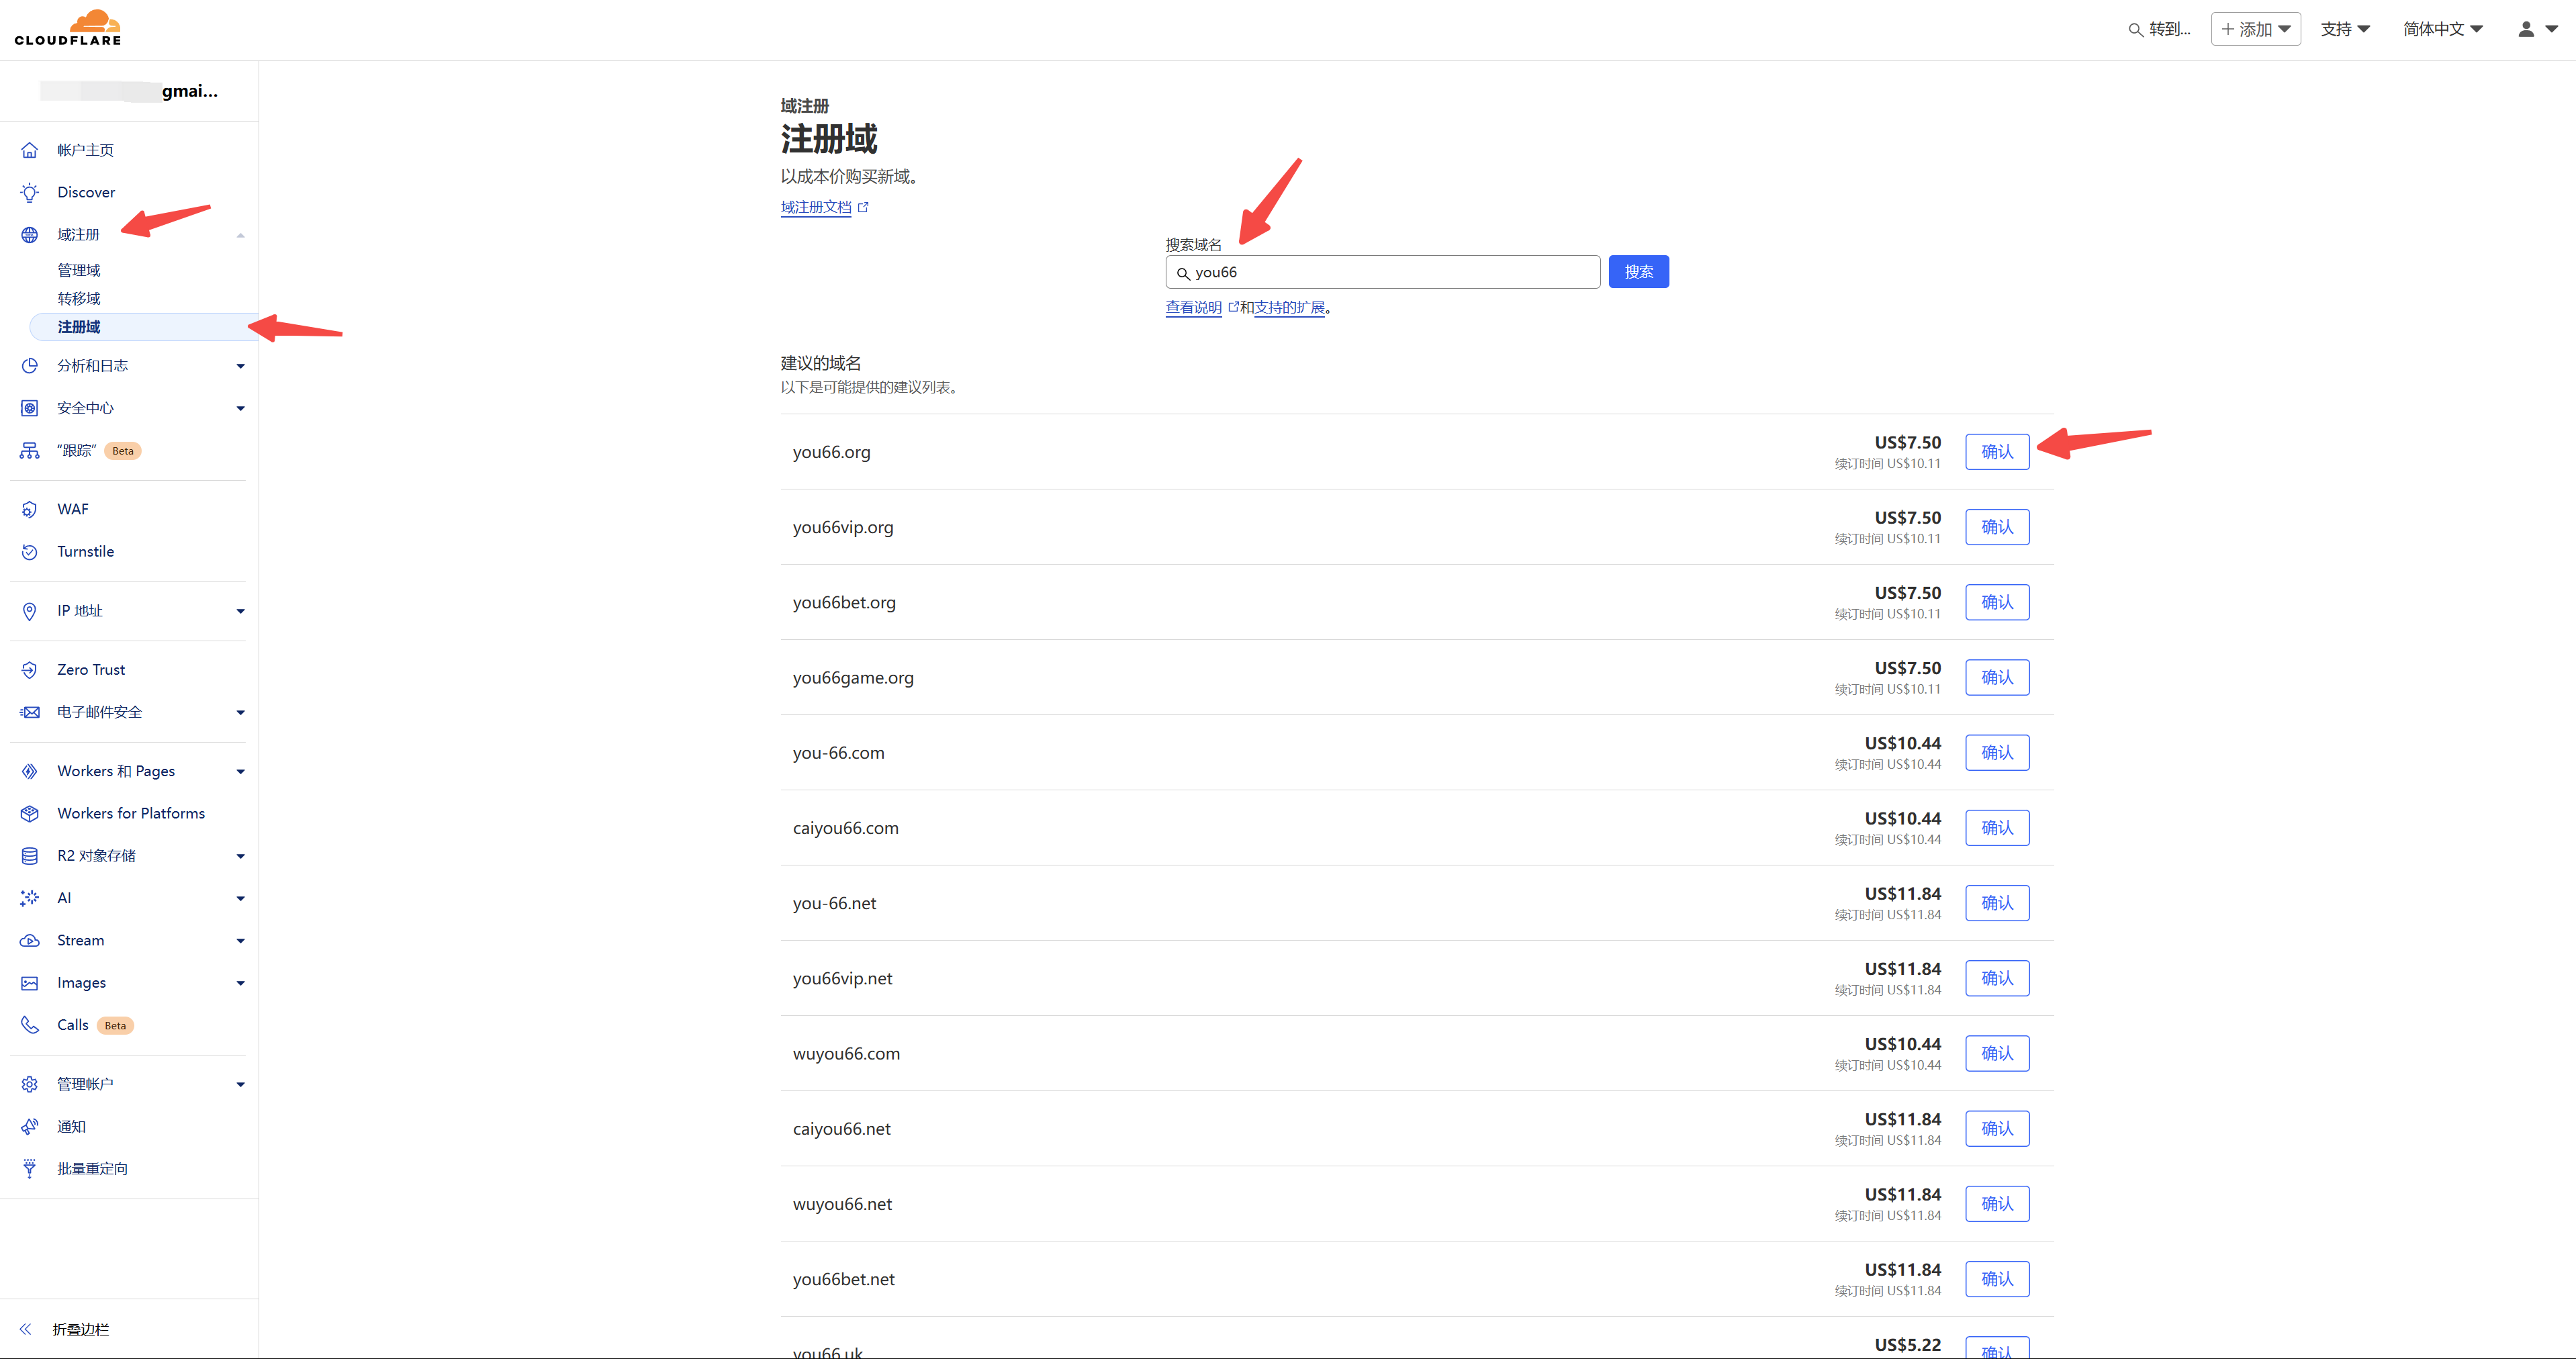 CLOUDFLARE
转到...
添加
支持
简体中文
gmai...
帐户主页
Discover
域注册
管理域
转移域
注册域
分析和日志
安全中心
“跟踪” Beta
WAF
Turnstile
IP 地址
Zero Trust
电子邮件安全
Workers 和 Pages
Workers for Platforms
R2 对象存储
AI
Stream
Images
Calls Beta
管理帐户
通知
批量重定向
折叠边栏
域注册
注册域
以成本价购买新域。
域注册文档
搜索域名
you66
搜索
查看说明和支持的扩展。
建议的域名
以下是可能提供的建议列表。
you66.org
US$7.50
续订时间 US$10.11
确认
you66vip.org
US$7.50
续订时间 US$10.11
确认
you66bet.org
US$7.50
续订时间 US$10.11
确认
you66game.org
US$7.50
续订时间 US$10.11
确认
you-66.com
US$10.44
续订时间 US$10.44
确认
caiyou66.com
US$10.44
续订时间 US$10.44
确认
you-66.net
US$11.84
续订时间 US$11.84
确认
you66vip.net
US$11.84
续订时间 US$11.84
确认
wuyou66.com
US$10.44
续订时间 US$10.44
确认
caiyou66.net
US$11.84
续订时间 US$11.84
确认
wuyou66.net
US$11.84
续订时间 US$11.84
确认
you66bet.net
US$11.84
续订时间 US$11.84
确认
you66.uk
US$5.22
确认